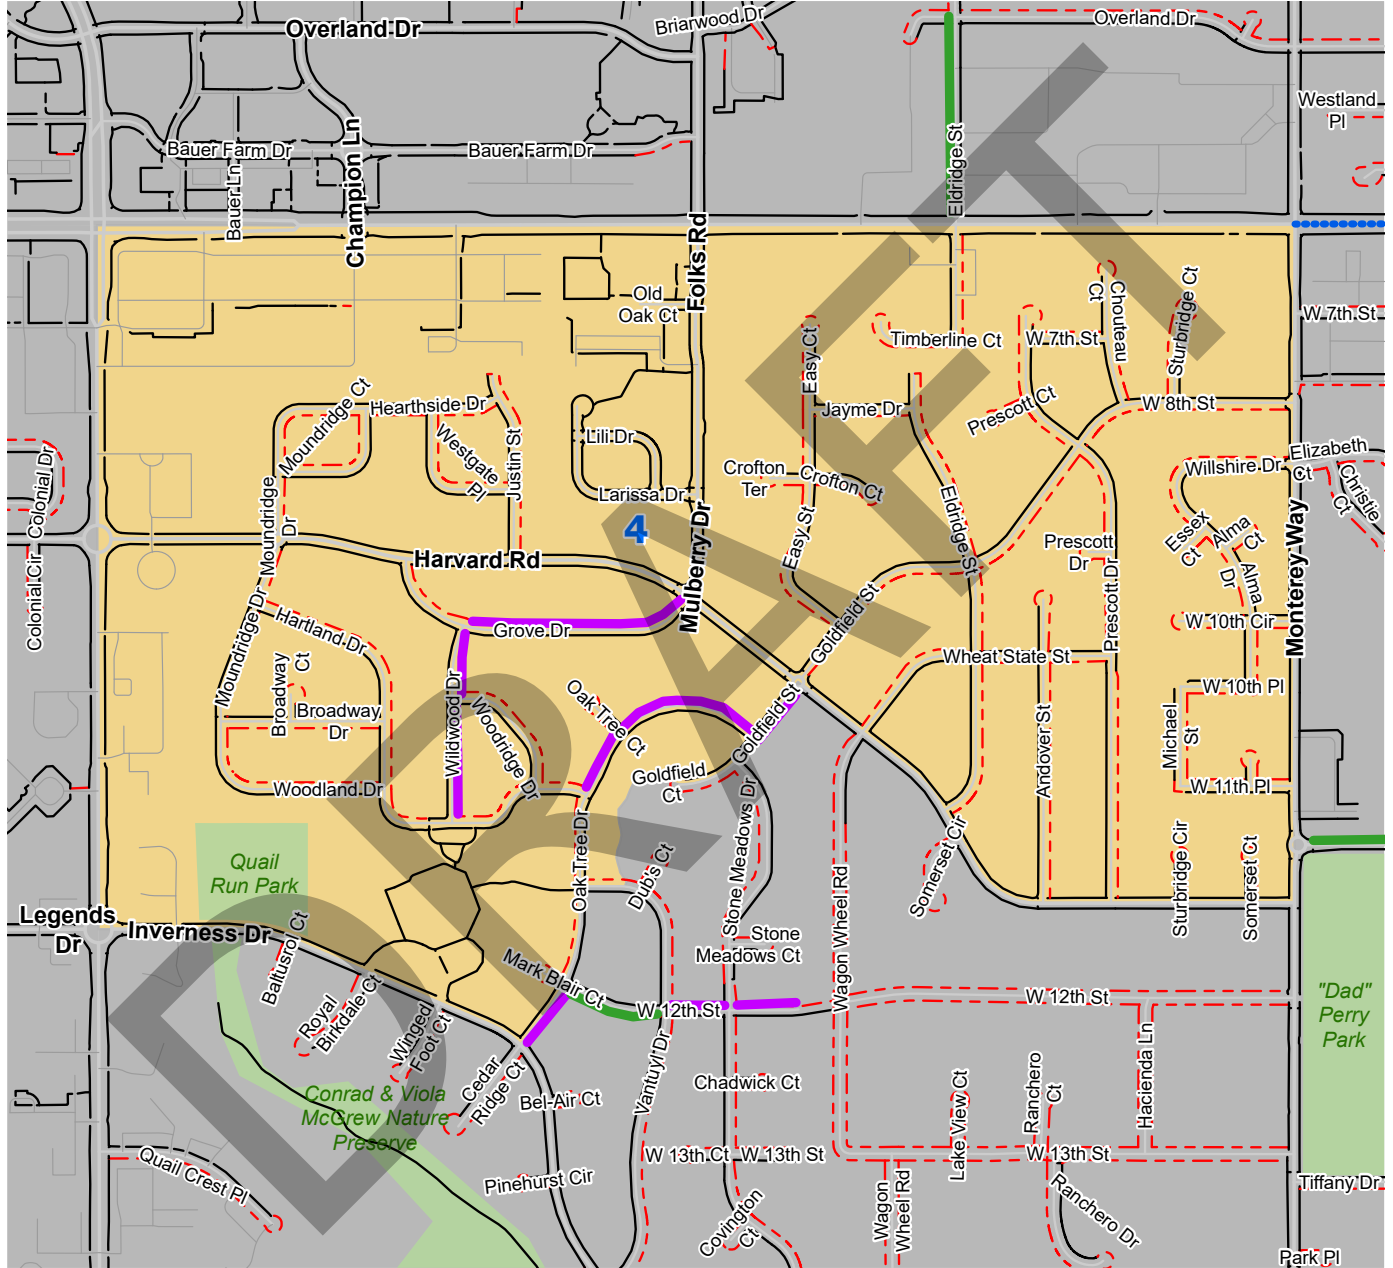 Overland Dr
Briarwood Dr
Overland Dr
Westland
Pl
Bauer Farm Dr
Bauer Farm Dr
Bauer Ln
Champion Ln
Eldridge St
Folks Rd
Old
Oak Ct
Easy Ct
Timberline Ct
W 7th St
Chouteau
Ct
Sturbridge Ct
W 7th St
Moundridge Ct
Hearthside Dr
Westgate
Pl
Justin St
Lili Dr
Larissa Dr
Jayme Dr
Prescott Ct
W 8th St
Crofton
Ter
Crofton Ct
Willshire Dr
Elizabeth
Ct
Christie
Ct
Colonial Dr
Colonial Cir
Moundridge
Dr
Harvard Rd
4
Mulberry Dr
Easy St
Eldridge St
Essex
Ct
Alma
Ct
Alma
Dr
Monterey Way
Prescott
Dr
Prescott Dr
W 10th Cir
Moundridge Dr
Hartland Dr
Grove Dr
Goldfield St
Wheat State St
W 10th Pl
Broadway
Ct
Broadway
Dr
Wildwood Dr
Woodridge Dr
Oak Tree Ct
Goldfield St
Michael
St
Andover St
Woodland Dr
Goldfield
Ct
W 11th Pl
Quail
Run Park
Oak Tree Dr
Dub's Ct
Stone Meadows Dr
Wagon Wheel Rd
Somerset Cir
Sturbridge Cir
Somerset Ct
Legends
Dr
Inverness Dr
Baltusrol Ct
Stone
Meadows Ct
Mark Blair Ct
W 12th St
W 12th St
Royal
Birkdale Ct
Winged
Foot Ct
Cedar
Ridge Ct
Bel-Air Ct
Vantuyl Dr
Chadwick Ct
Lake View Ct
Ranchero
Ct
Hacienda Ln
"Dad"
Perry
Park
Conrad & Viola
McGrew Nature
Preserve
W 13th Ct
W 13th St
W 13th St
Quail Crest Pl
Pinehurst Cir
Covington
Ct
Wagon
Wheel Rd
Ranchero Dr
Tiffany Dr
Park Pl
DRAFT